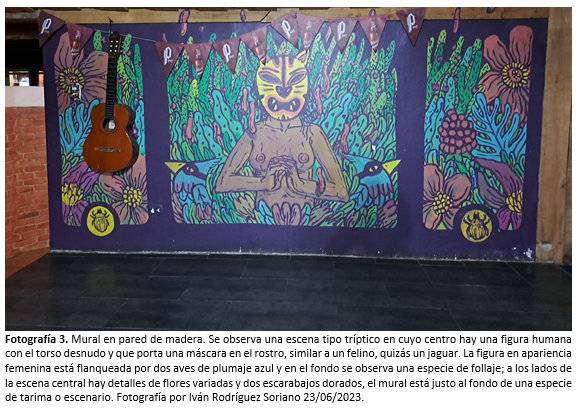 Fotografía 3. Mural en pared de madera. Se observa una escena tipo tríptico en cuyo centro hay una figura humana
con el torso desnudo y que porta una máscara en el rostro, similar a un felino, quizás un jaguar. La figura en apariencia
femenina está flanqueada por dos aves de plumaje azul y en el fondo se observa una especie de follaje; a los lados de
la escena central hay detalles de flores variadas y dos escarabajos dorados, el mural está justo al fondo de una especie
de tarima o escenario. Fotografía por Iván Rodríguez Soriano 23/06/2023.